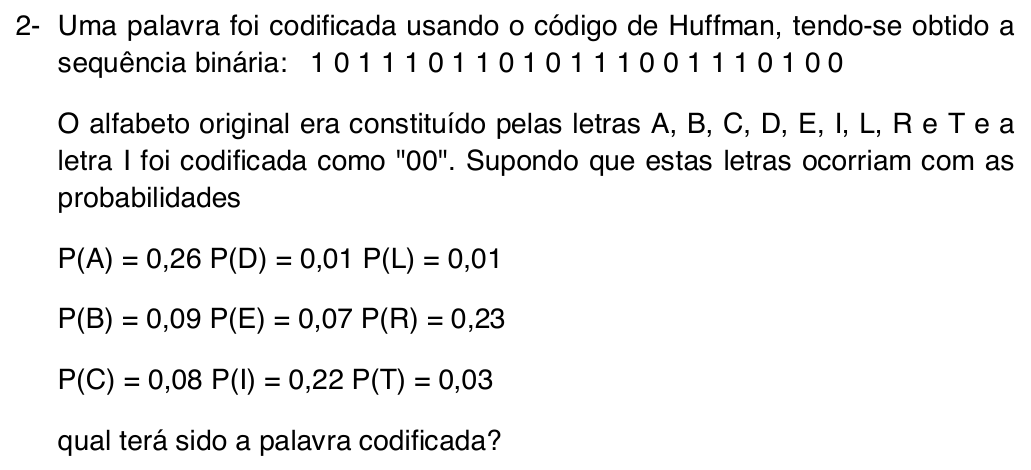 2- Uma palavra foi codificada usando o código de Huffman, tendo-se obtido a
sequência binária: 1 0 1 1 1 0 1 1 0 1 0 1 1 1 0 0 1 1 1 0 1 0 0
O alfabeto original era constituído pelas letras A, B, C, D, E, I, L, R e T e a
letra I foi codificada como "00". Supondo que estas letras ocorriam com as
probabilidades
P(A) = 0,26 P(D) = 0,01 P(L) = 0,01
P(B) = 0,09 P(E) = 0,07 P(R) = 0,23
P(C) = 0,08 P(I) = 0,22 P(T) = 0,03
qual terá sido a palavra codificada?